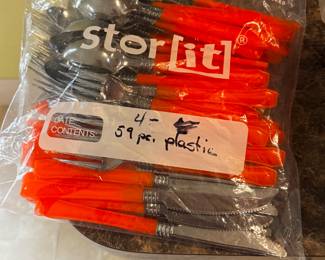 stor[it]®
DATE
CONTENTS
4-
59 pc. plastic